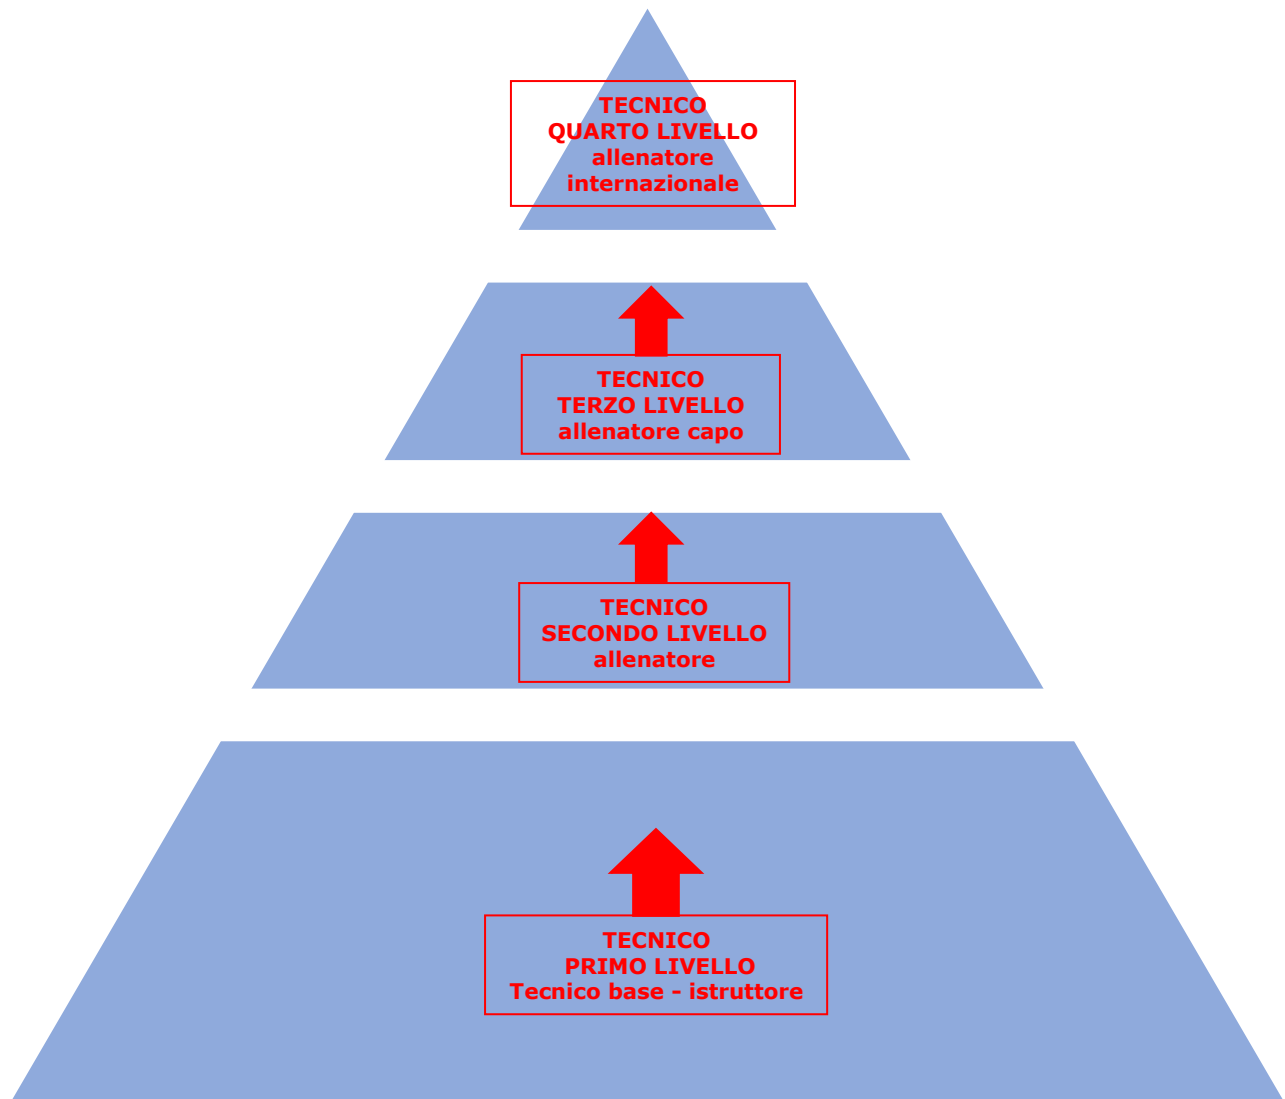 TECNICO
QUARTO LIVELLO
allenatore
internazionale
TECNICO
TERZO LIVELLO
allenatore capo
TECNICO
SECONDO LIVELLO
allenatore
TECNICO
PRIMO LIVELLO
Tecnico base - istruttore